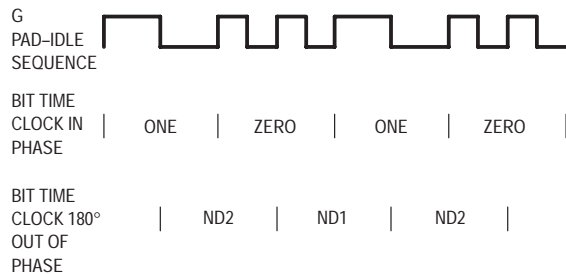 G
PAD–IDLE
SEQUENCE
BIT TIME
CLOCK IN
PHASE
ONE ZERO ONE ZERO
BIT TIME
CLOCK 180°
OUT OF
PHASE
ND2 ND1 ND2